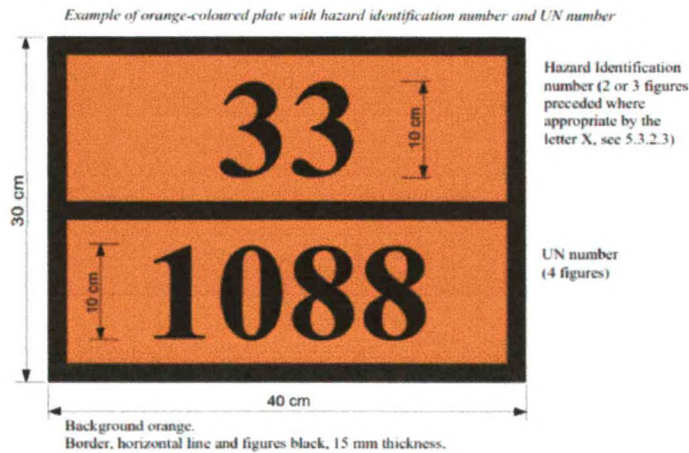 Example of orange-coloured plate with hazard identification number and UN number
33
10 cm
Hazard Identification
number (2 or 3 figures
preceded where
appropriate by the
letter X, see 5.3.2.3)
30 cm
1088
10 cm
UN number
(4 figures)
40 cm
Background orange.
Border, horizontal line and figures black, 15 mm thickness.